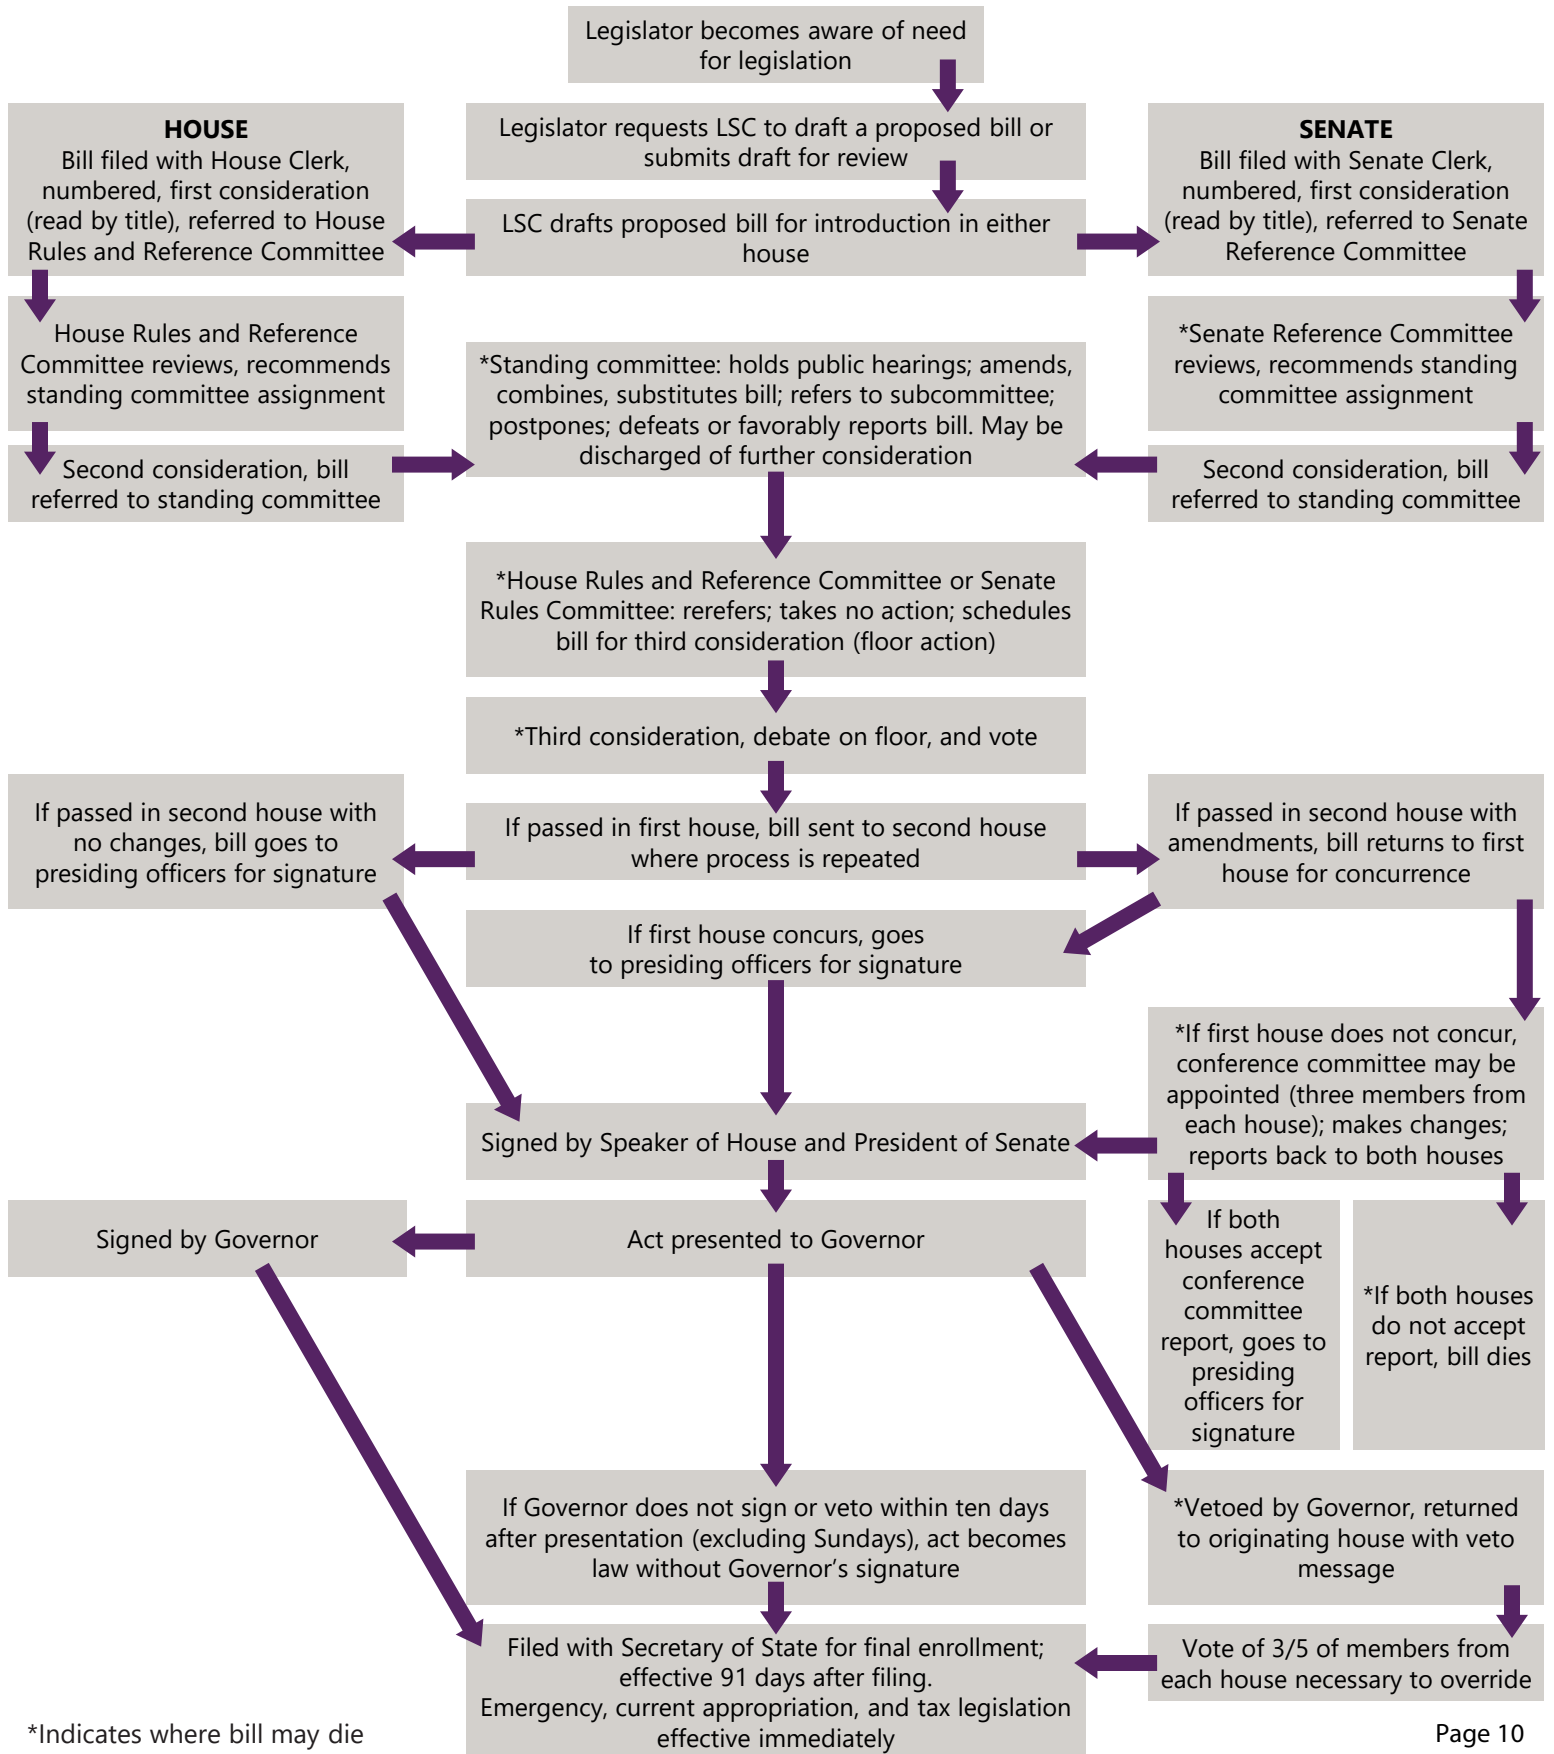 Legislator becomes aware of need
for legislation
HOUSE
Bill filed with House Clerk,
numbered, first consideration
(read by title), referred to House
Rules and Reference Committee
Legislator requests LSC to draft a proposed bill or
submits draft for review
SENATE
Bill filed with Senate Clerk,
numbered, first consideration
(read by title), referred to Senate
Reference Committee
LSC drafts proposed bill for introduction in either
house
House Rules and Reference
Committee reviews, recommends
standing committee assignment
*Standing committee: holds public hearings; amends,
combines, substitutes bill; refers to subcommittee;
postpones; defeats or favorably reports bill. May be
discharged of further consideration
*Senate Reference Committee
reviews, recommends standing
committee assignment
Second consideration, bill
referred to standing committee
Second consideration, bill
referred to standing committee
*House Rules and Reference Committee or Senate
Rules Committee: rerefers; takes no action; schedules
bill for third consideration (floor action)
*Third consideration, debate on floor, and vote
If passed in second house with
no changes, bill goes to
presiding officers for signature
If passed in first house, bill sent to second house
where process is repeated
If passed in second house with
amendments, bill returns to first
house for concurrence
If first house concurs, goes
to presiding officers for signature
*If first house does not concur,
conference committee may be
appointed (three members from
each house); makes changes;
reports back to both houses
Signed by Speaker of House and President of Senate
Signed by Governor
Act presented to Governor
If both
houses accept
conference
committee
report, goes to
presiding
officers for
signature
*If both houses
do not accept
report, bill dies
If Governor does not sign or veto within ten days
after presentation (excluding Sundays), act becomes
law without Governor’s signature
*Vetoed by Governor, returned
to originating house with veto
message
Filed with Secretary of State for final enrollment;
effective 91 days after filing.
Emergency, current appropriation, and tax legislation
effective immediately
Vote of 3/5 of members from
each house necessary to override
*Indicates where bill may die
Page 10